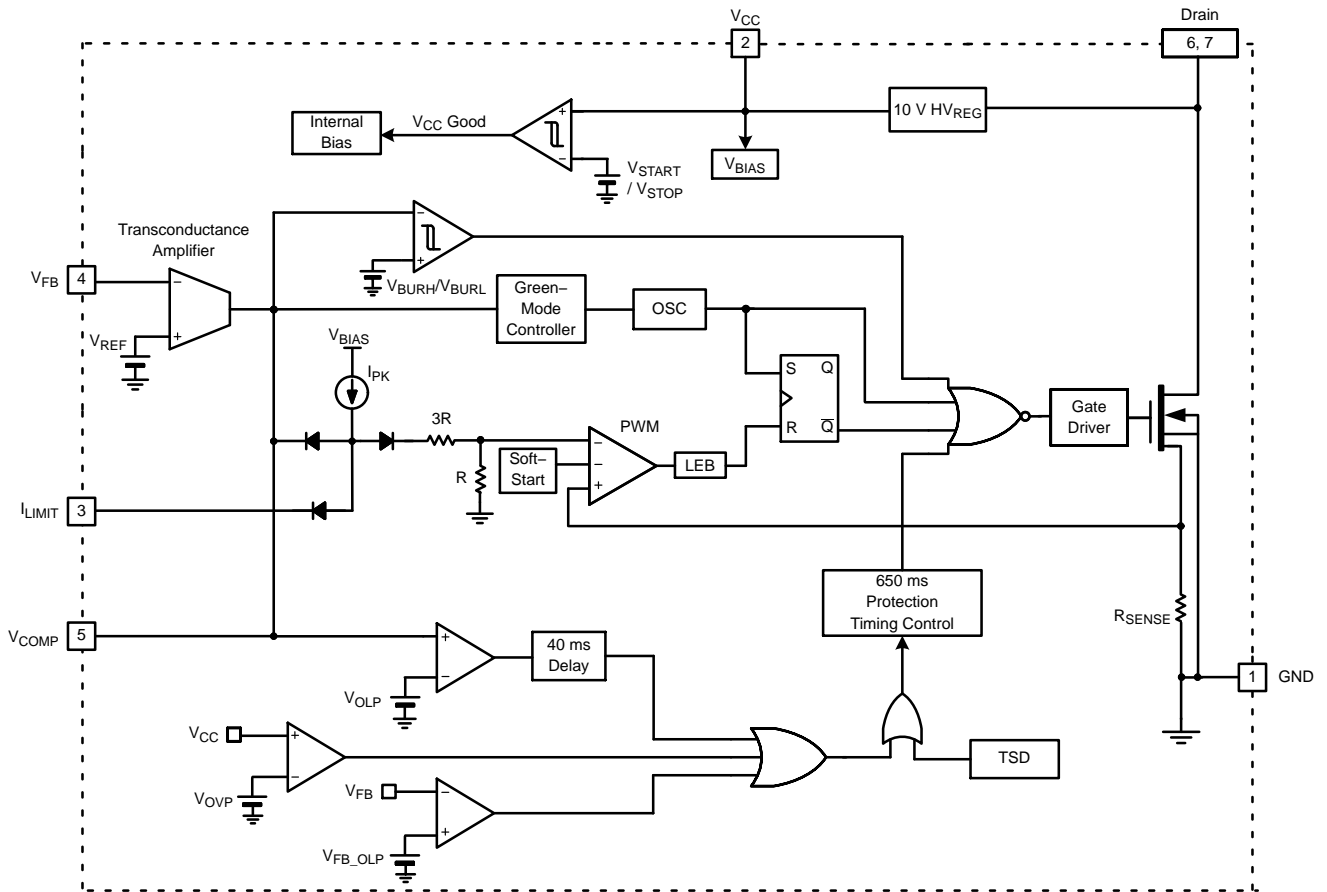 VCC
Drain
2
6, 7
10 V HVREG
Internal
Bias
VCC Good
+
−
VSTART
/ VSTOP
VBIAS
Transconductance
Amplifier
−
+
VBURH/VBURL
VFB
4
−
+
VREF
Green−
Mode
Controller
OSC
VBIAS
IPK
S
Q
R
Q
3R
R
Soft−
Start
PWM
−
−
+
LEB
Gate
Driver
ILIMIT
3
650 ms
Protection
Timing Control
RSENSE
VCOMP
5
+
−
VOLP
40 ms
Delay
1
GND
VCC
+
−
VOVP
VFB
−
+
VFB_OLP
TSD